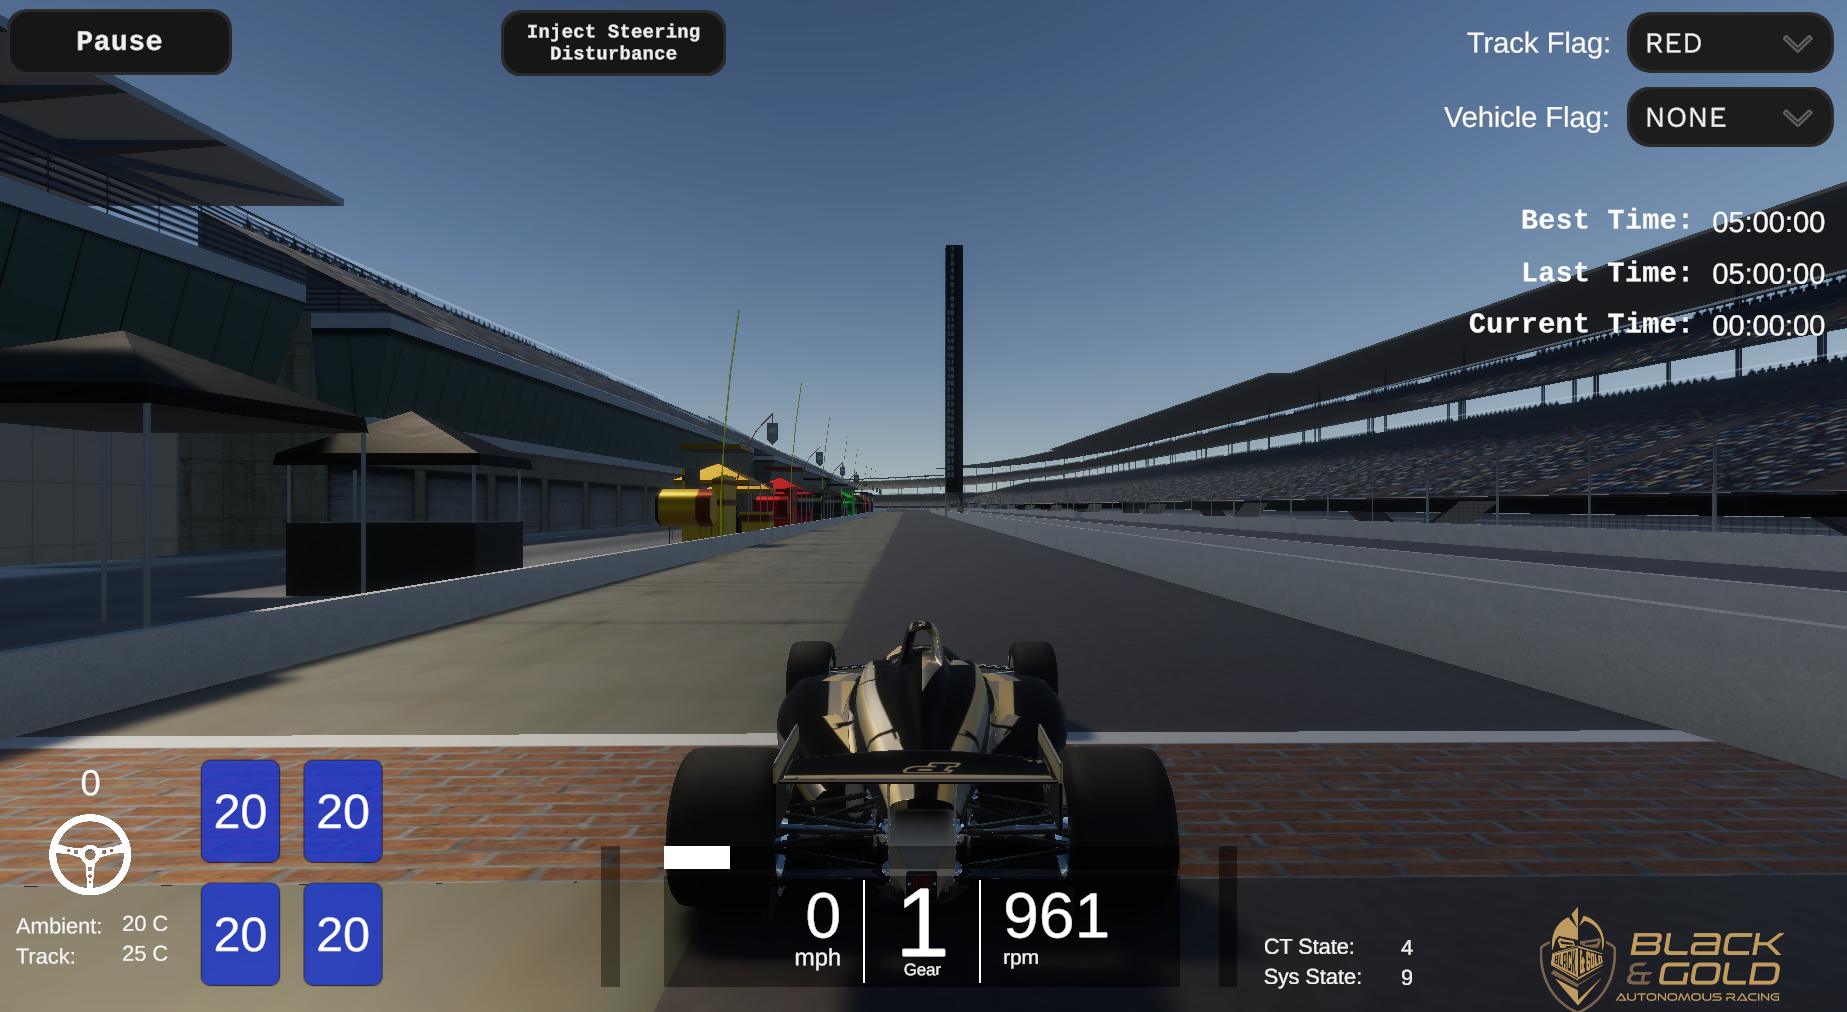 Pause
Inject Steering
Disturbance
Track Flag: RED
Vehicle Flag: NONE
Best Time: 05:00:00
Last Time: 05:00:00
Current Time: 00:00:00
0
20 20
20 20
Ambient: 20 C
Track: 25 C
0
mph
1
Gear
961
rpm
CT State: 4
Sys State: 9
BLACK & GOLD
BLACK
& GOLD
AUTONOMOUS RACING